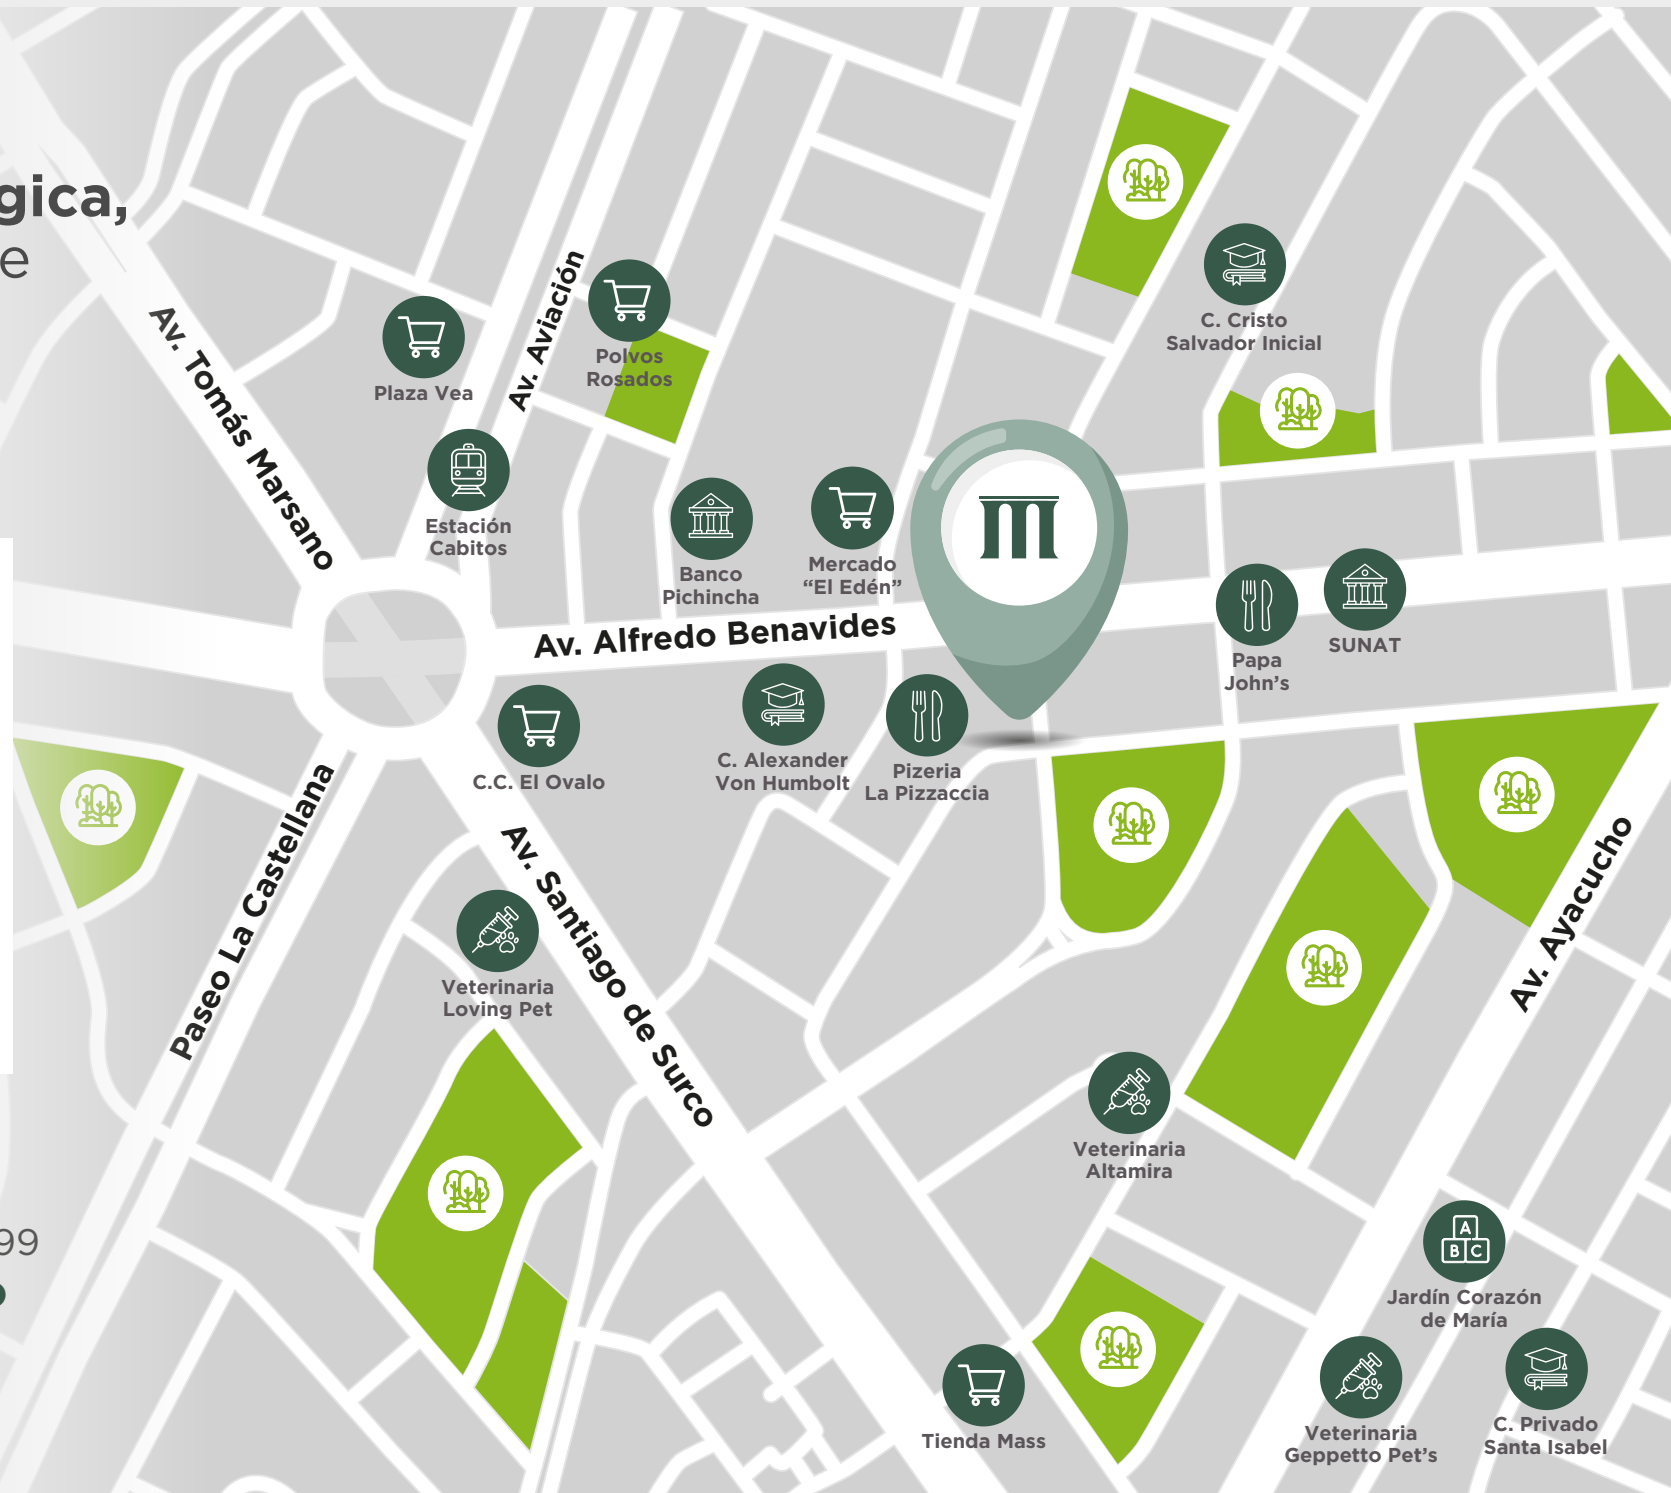 gica,
e
C. Cristo
Salvador Inicial
Av. Aviación
Av. Tomás Marsano
Polvos
Rosados
Plaza Vea
Estación
Cabitos
Banco
Pichincha
Mercado
“El Edén”
Av. Alfredo Benavides
Papa
John’s
SUNAT
C.C. El Ovalo
C. Alexander
Von Humbolt
Pizeria
La Pizzaccia
Paseo La Castellana
Av. Santiago de Surco
Av. Ayacucho
Veterinaria
Loving Pet
Veterinaria
Altamira
99
A
B C
Jardín Corazón
de María
Tienda Mass
Veterinaria
Geppetto Pet’s
C. Privado
Santa Isabel